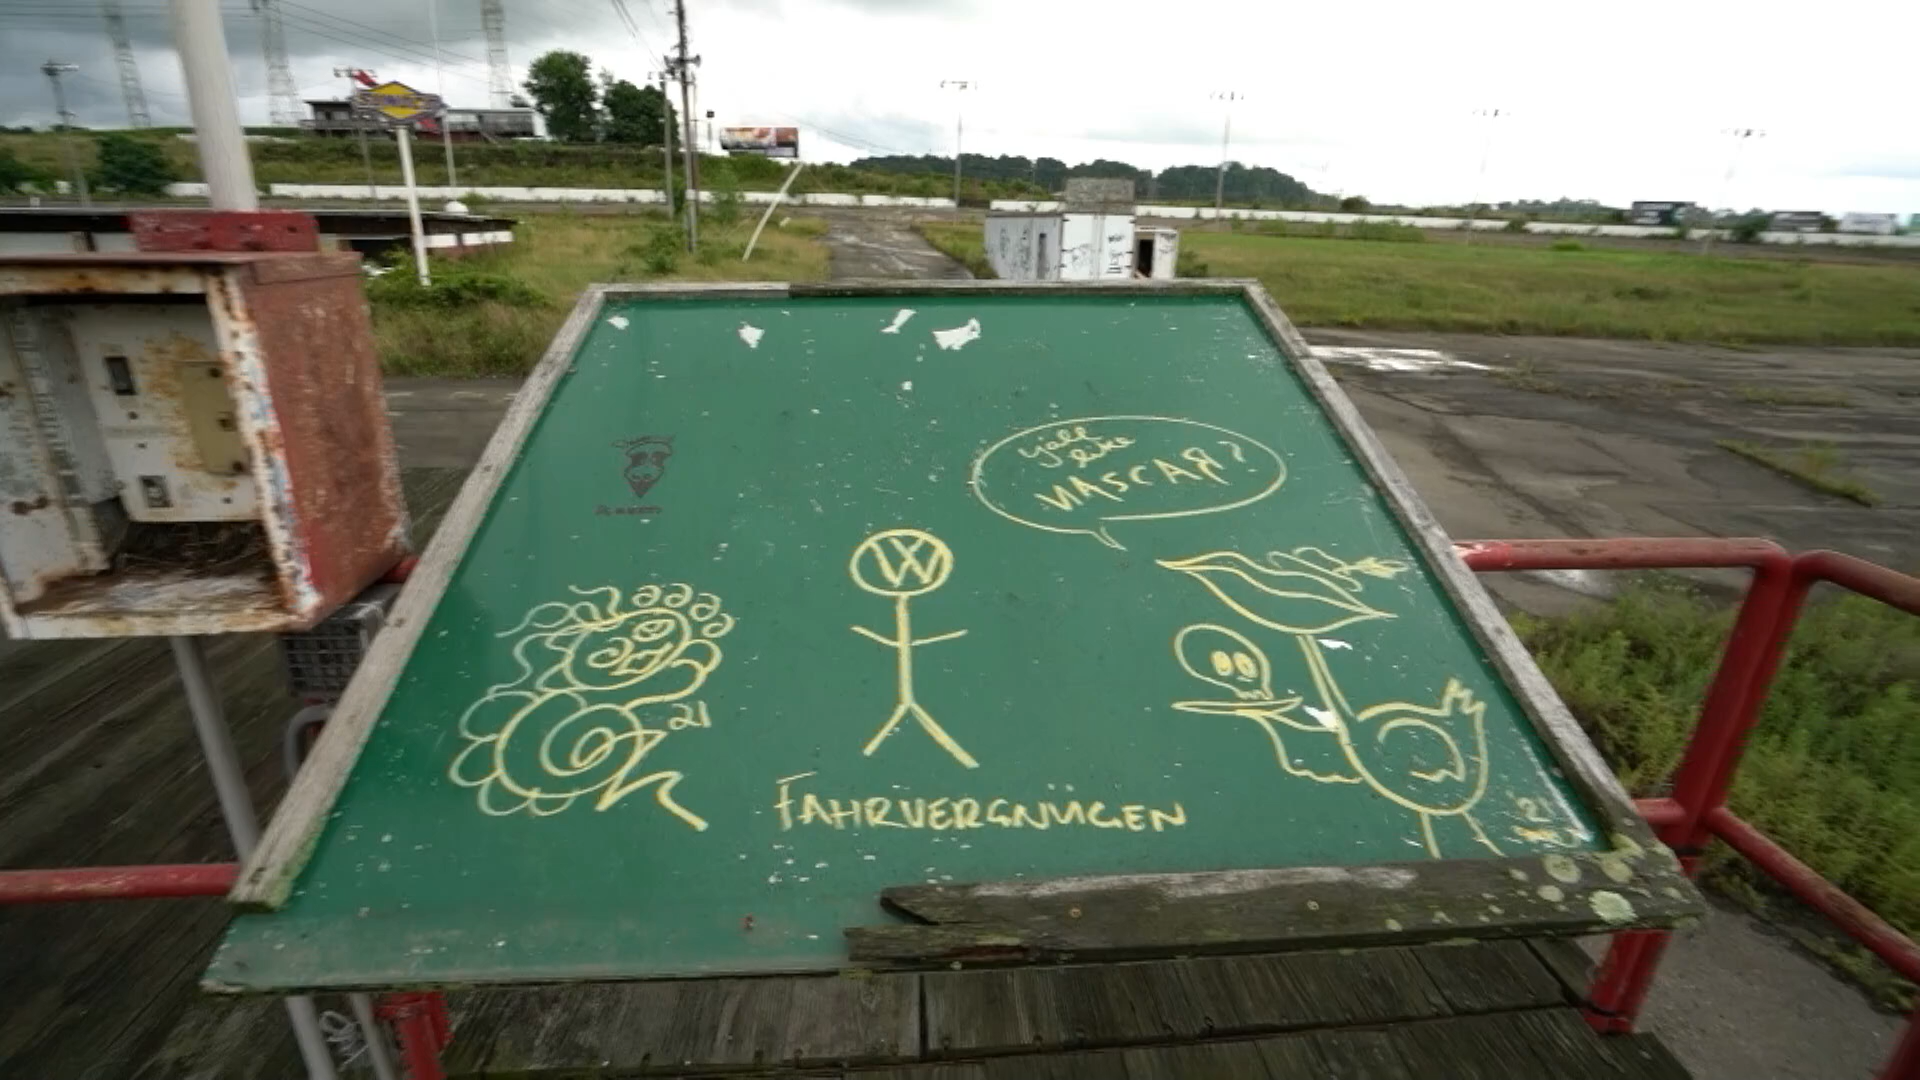 y'all
like
NASCAR?
W
21
FAHRVERGNÜGEN
21